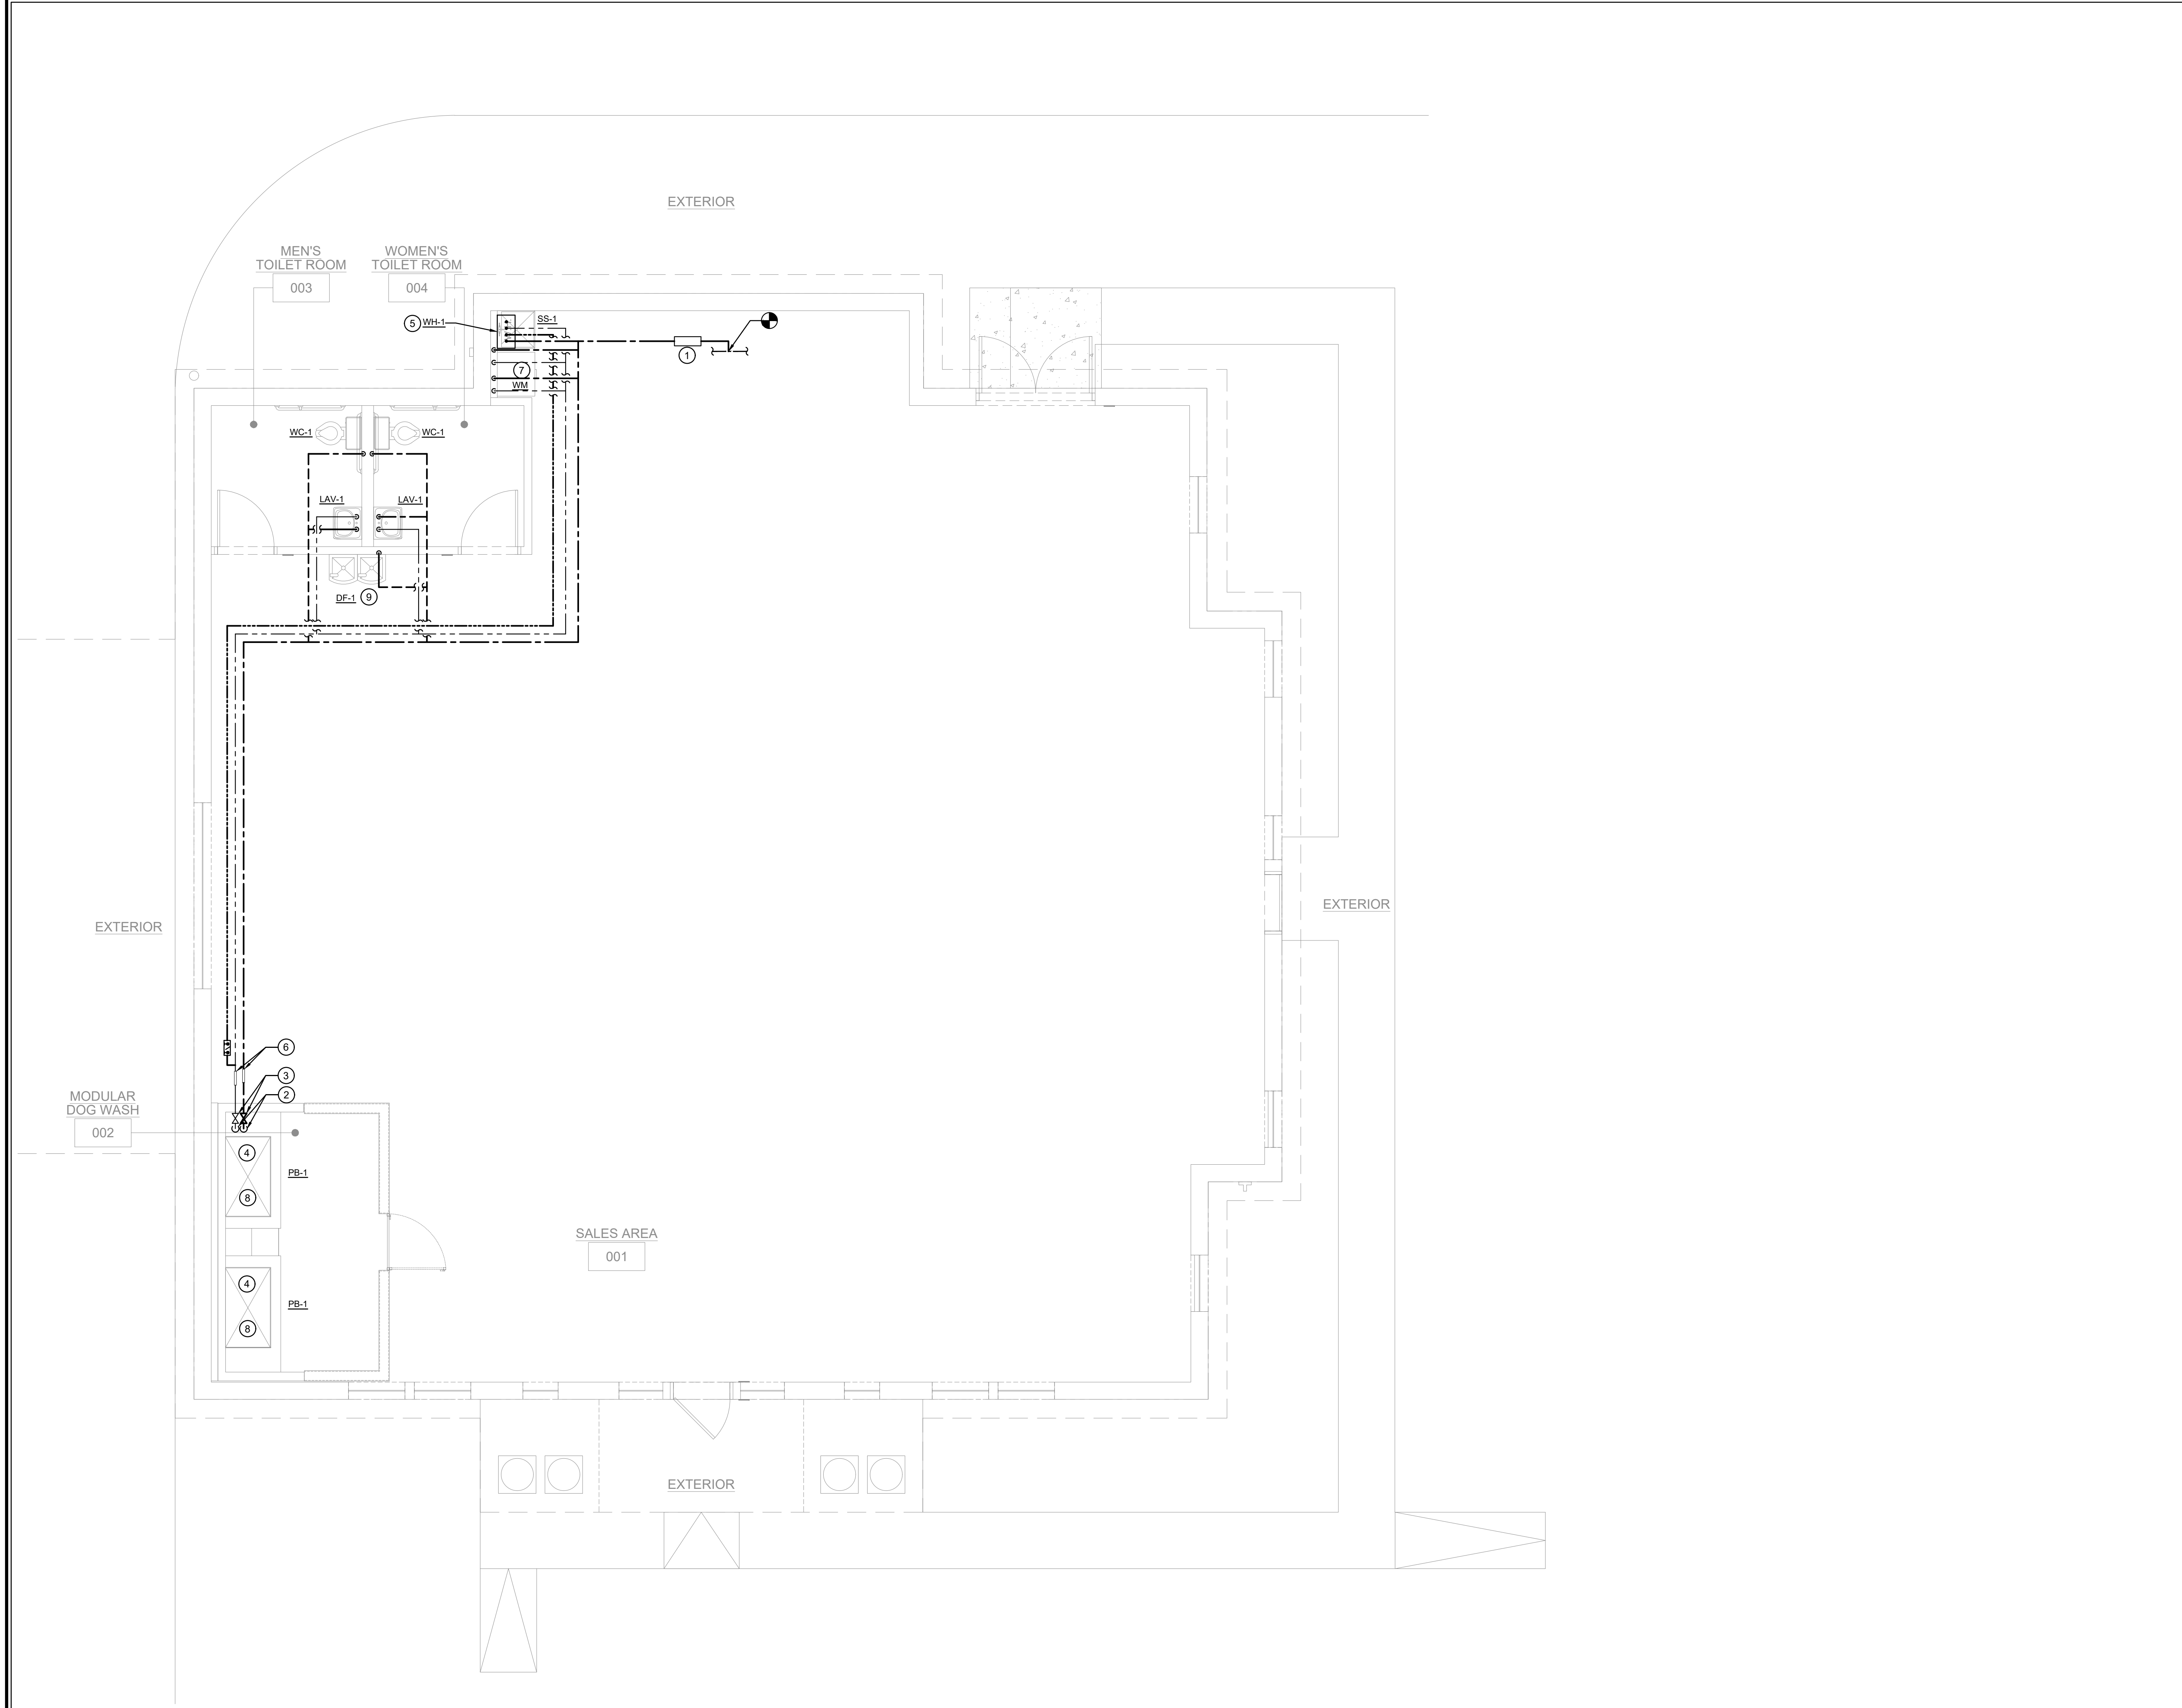 EXTERIOR
MEN'S
TOILET ROOM
003
WOMEN'S
TOILET ROOM
004
5
WH-1
SS-1
1
7
WM
WC-1
WC-1
LAV-1
LAV-1
DF-1
9
EXTERIOR
EXTERIOR
6
3
2
MODULAR
DOG WASH
002
4
PB-1
8
SALES AREA
001
4
PB-1
8
EXTERIOR